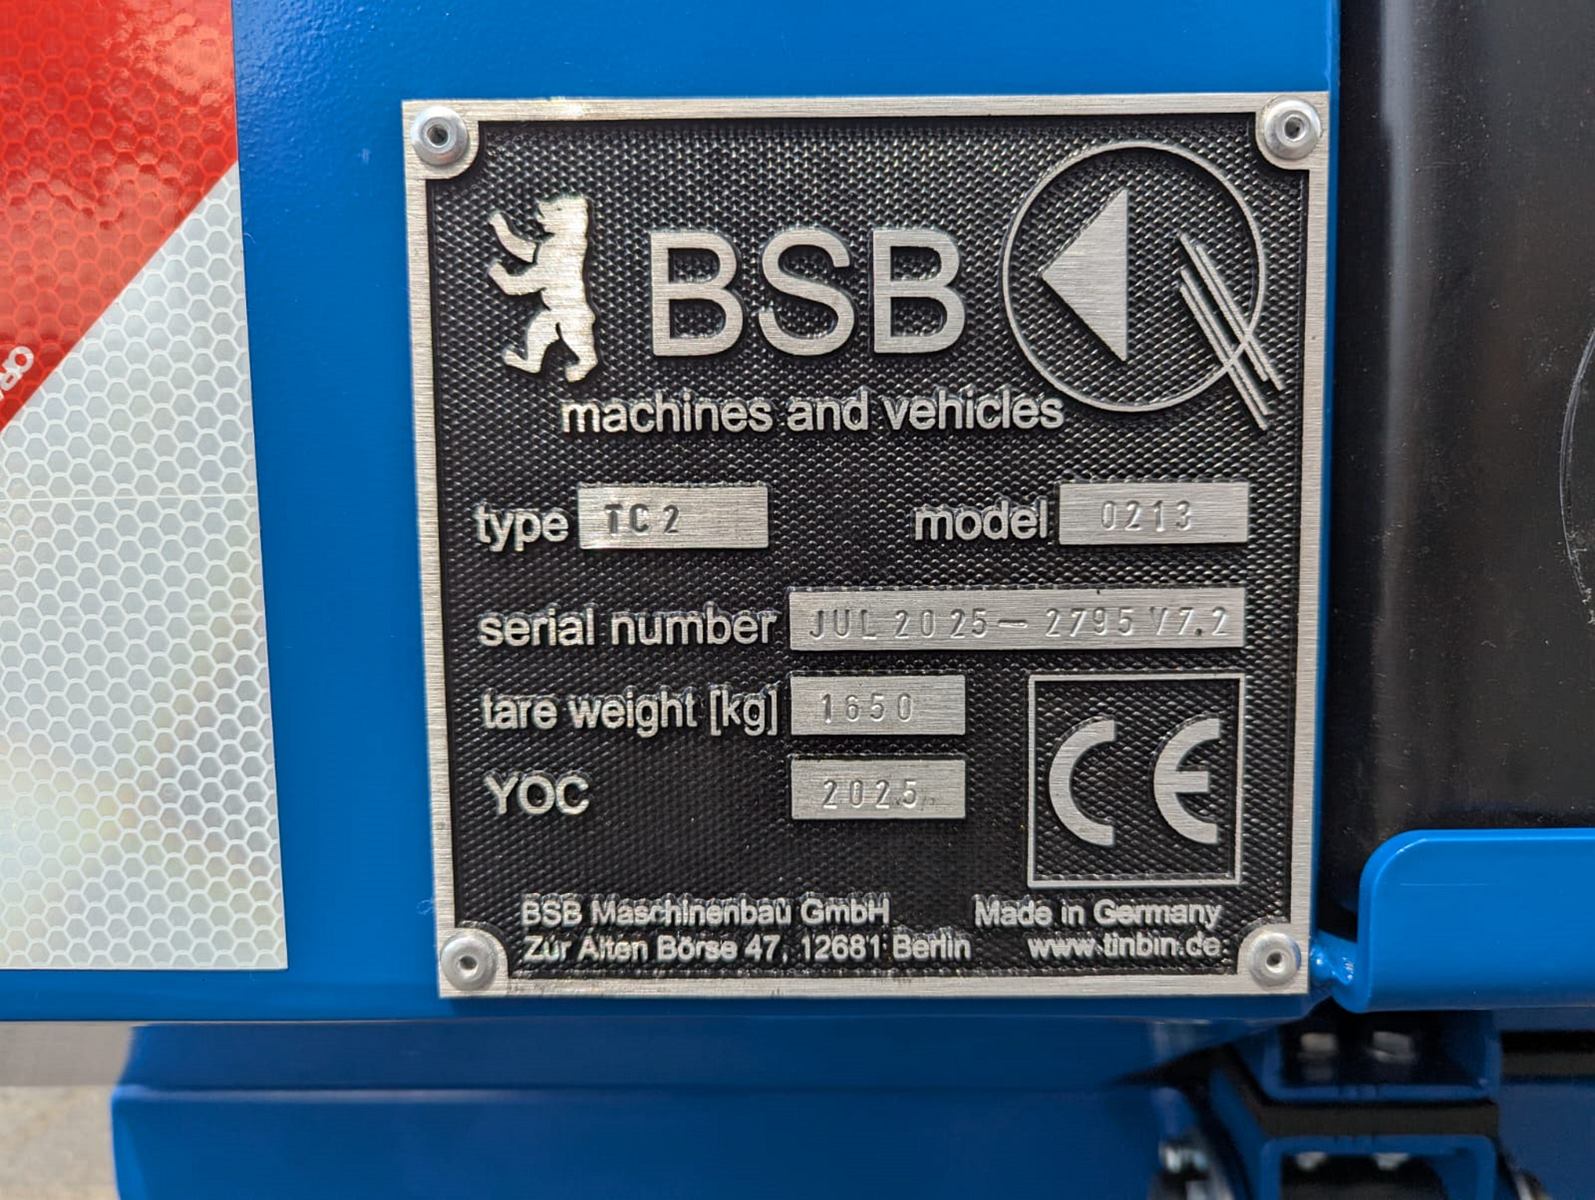 BSB
machines and vehicles
type TC2 model 0213
serial number JUL 2025-2795 V7.2
tare weight [kg] 1650
YOC 2025
CE
BSB Maschinenbau GmbH Made in Germany
Zur Alten Börse 47, 12681 Berlin www.tinbin.de